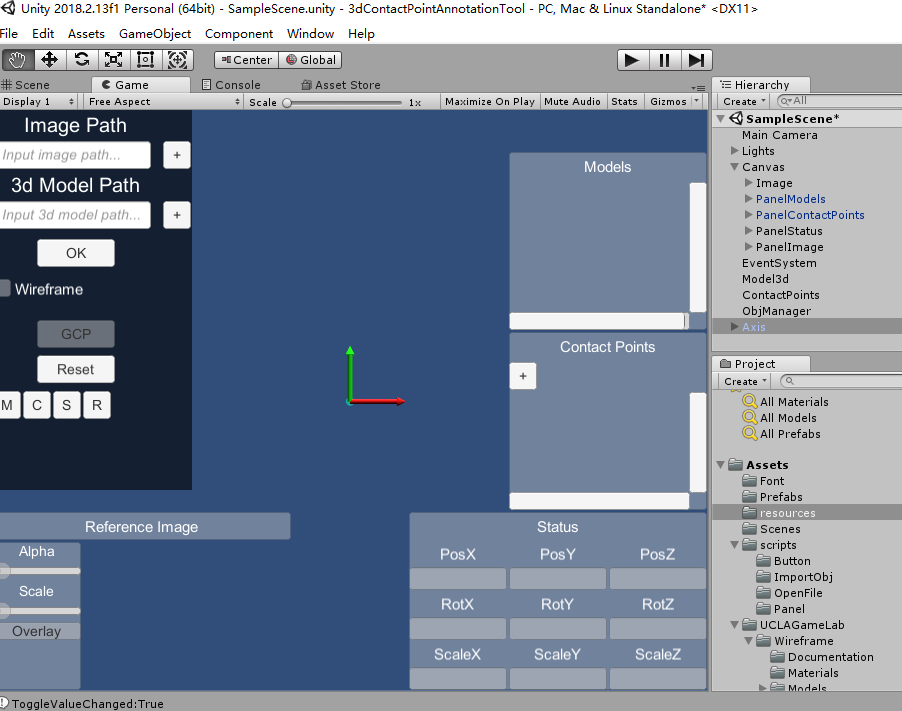 Unity 2018.2.13f1 Personal (64bit) - SampleScene.unity - 3dContactPointAnnotationTool - PC, Mac & Linux Standalone* <DX11>
File Edit Assets GameObject Component Window Help
Center Global
Scene Game Console Asset Store
Display 1 Free Aspect Scale 1x Maximize On Play Mute Audio Stats Gizmos
Image Path
Input image path... +
3d Model Path
Input 3d model path... +
OK
Wireframe
GCP
Reset
M C S R
Models
Contact Points
+
Reference Image
Alpha
Scale
Overlay
Status
PosX PosY PosZ
RotX RotY RotZ
ScaleX ScaleY ScaleZ
Hierarchy
Create All
SampleScene*
Main Camera
Lights
Canvas
Image
PanelModels
PanelContactPoints
PanelStatus
PanelImage
EventSystem
Model3d
ContactPoints
ObjManager
Axis
Project
Create
All Materials
All Models
All Prefabs
Assets
Font
Prefabs
resources
Scenes
scripts
Button
ImportObj
OpenFile
Panel
UCLAGameLab
Wireframe
Documentation
Materials
Models
ToggleValueChanged:True